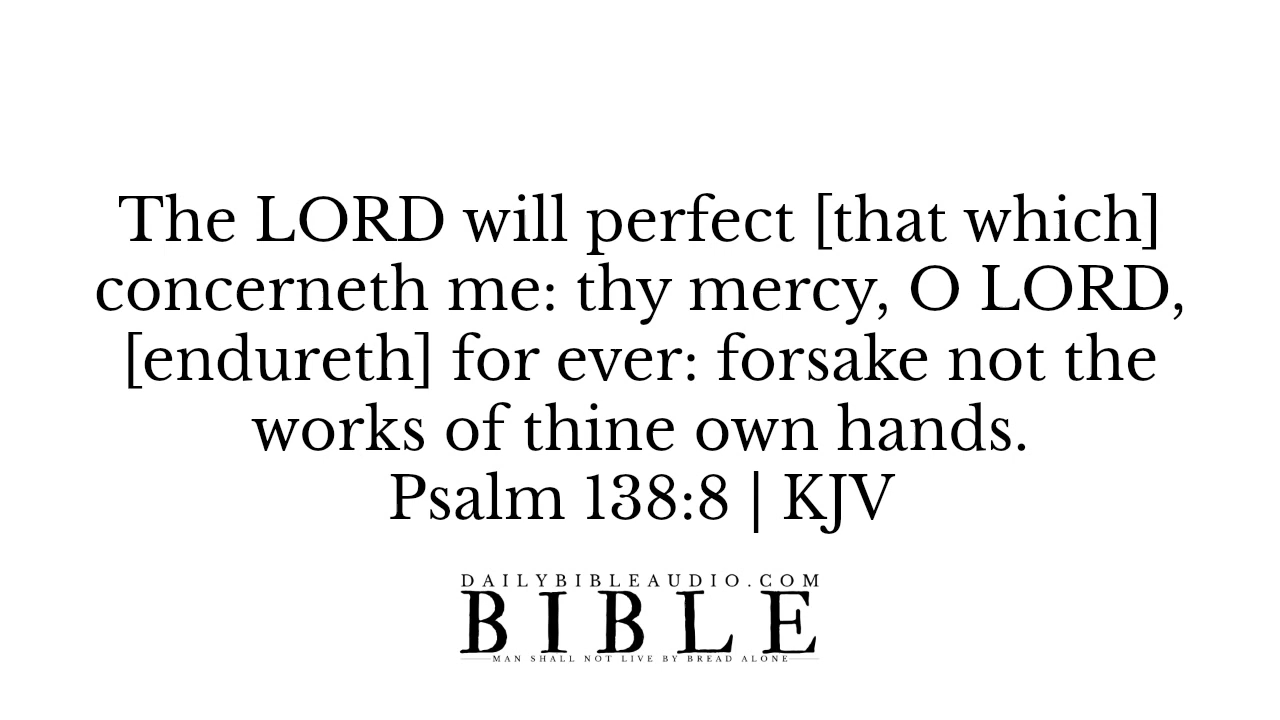 The LORD will perfect [that which]
concerneth me: thy mercy, O LORD,
[endureth] for ever: forsake not the
works of thine own hands.
Psalm 138:8 | KJV
DAILYBIBLEAUDIO.COM
BIBLE
MAN SHALL NOT LIVE BY BREAD ALONE